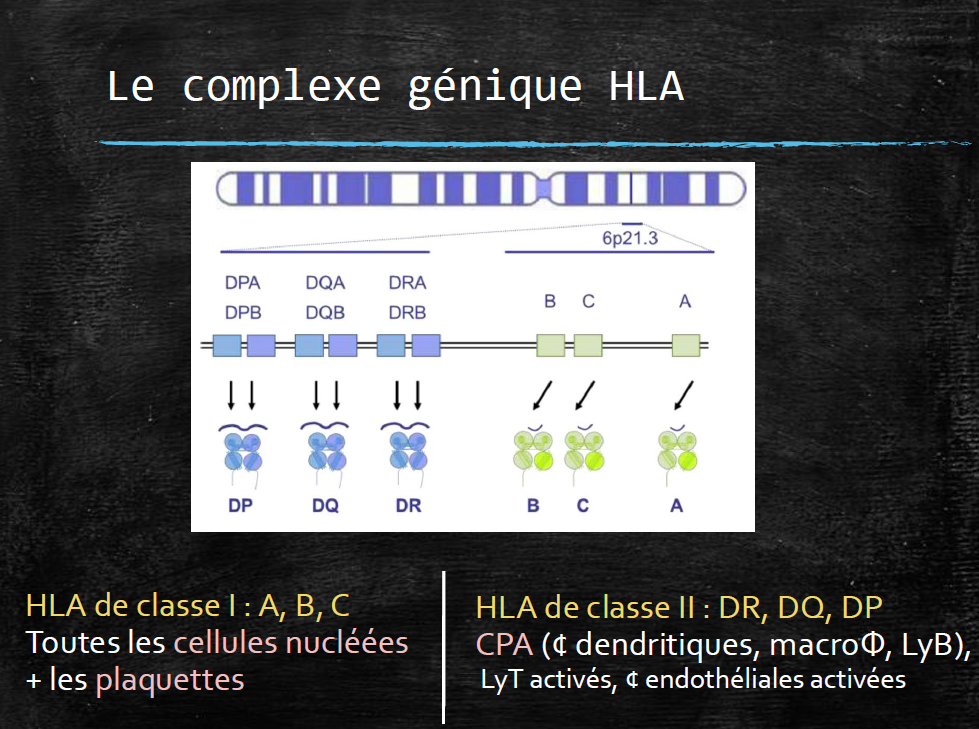 Le complexe génique HLA
6p21.3
DPA DQA DRA
DPB DQB DRB
B C A
DP DQ DR B C A
HLA de classe I : A, B, C
Toutes les cellules nucléées
+ les plaquettes
HLA de classe II : DR, DQ, DP
CPA (¢ dendritiques, macroΦ, LyB),
LyT activés, ¢ endothéliales activées